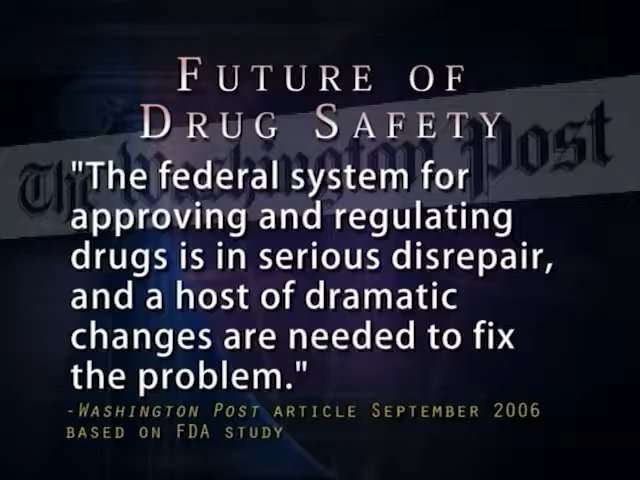 FUTURE OF
DRUG SAFETY
The Washington Post
"The federal system for
approving and regulating
drugs is in serious disrepair,
and a host of dramatic
changes are needed to fix
the problem."
-WASHINGTON POST ARTICLE SEPTEMBER 2006
BASED ON FDA STUDY